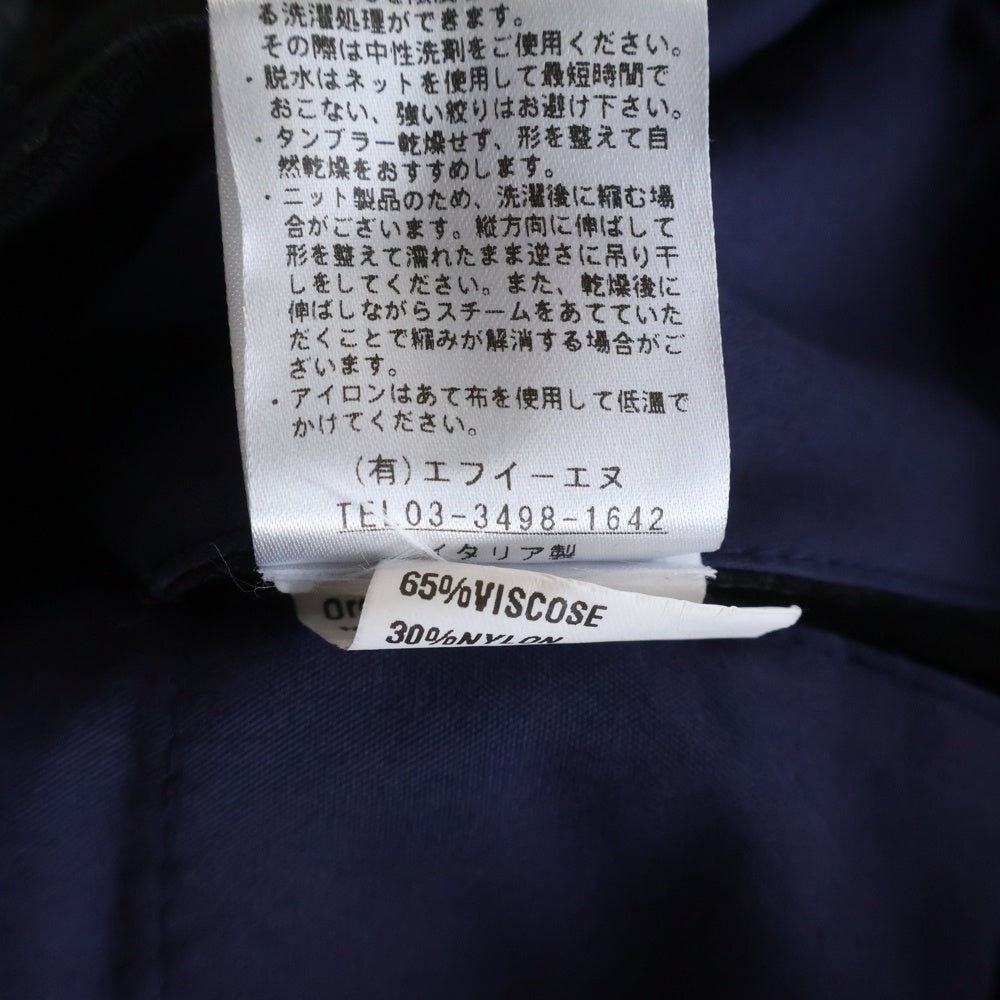 る洗濯処理ができます。
その際は中性洗剤をご使用ください。
・脱水はネットを使用して最短時間で
おこない、強い絞りはお避け下さい。
・タンブラー乾燥せず、形を整えて自
然乾燥をおすすめします。
・ニット製品のため、洗濯後に縮む場
合がございます。縦方向に伸ばして
形を整えて濡れたまま逆さに吊り干
しをしてください。また、乾燥後に
伸ばしながらスチームをあてていた
だくことで縮みが解消する場合がご
ざいます。
・アイロンはあて布を使用して低温で
かけてください。
(有)エフイーエヌ
TEL03-3498-1642
イタリア製
65%VISCOSE
30%NYLON